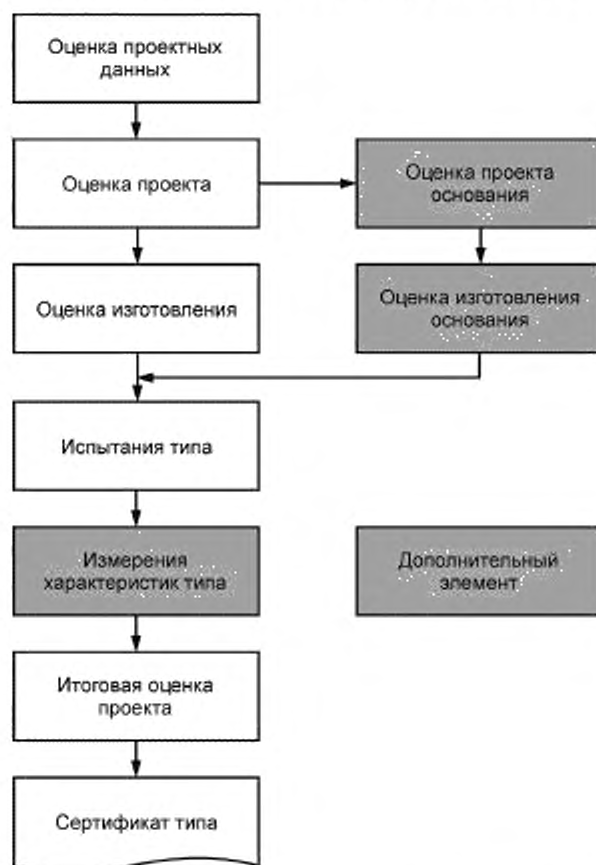 Оценка проектных
данных
Оценка проекта
Оценка проекта
основания
Оценка изготовления
Оценка изготовления
основания
Испытания типа
Измерения
характеристик типа
Дополнительный
элемент
Итоговая оценка
проекта
Сертификат типа